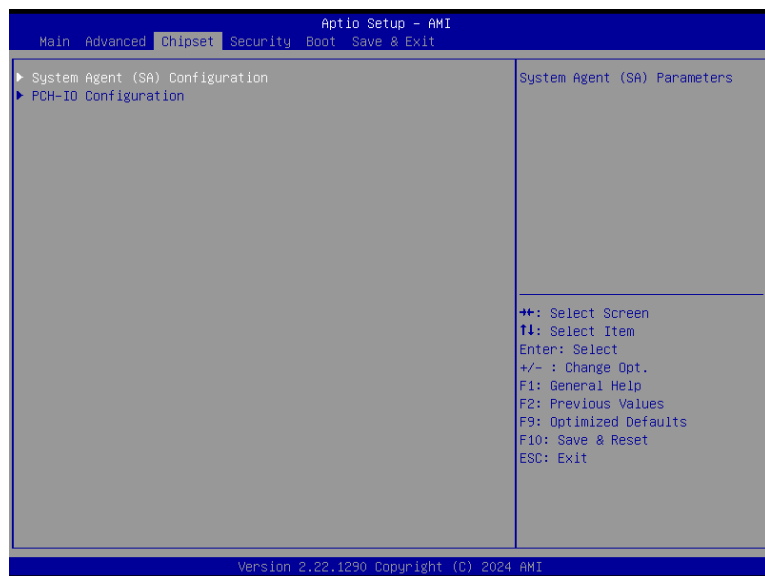 Aptio Setup – AMI
Main Advanced Chipset Security Boot Save & Exit
▶ System Agent (SA) Configuration
▶ PCH-IO Configuration
System Agent (SA) Parameters
→←: Select Screen
↑↓: Select Item
Enter: Select
+/- : Change Opt.
F1: General Help
F2: Previous Values
F9: Optimized Defaults
F10: Save & Reset
ESC: Exit
Version 2.22.1290 Copyright (C) 2024 AMI